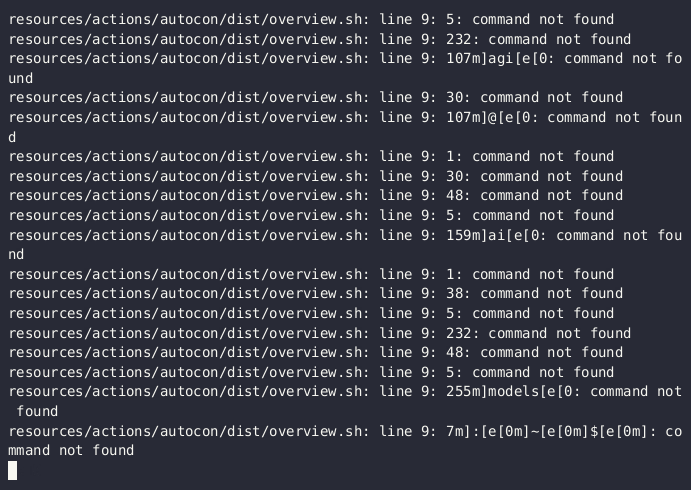 resources/actions/autocon/dist/overview.sh: line 9: 5: command not found
resources/actions/autocon/dist/overview.sh: line 9: 232: command not found
resources/actions/autocon/dist/overview.sh: line 9: 107m]agi[e[0: command not fo
und
resources/actions/autocon/dist/overview.sh: line 9: 30: command not found
resources/actions/autocon/dist/overview.sh: line 9: 107m]@[e[0: command not foun
d
resources/actions/autocon/dist/overview.sh: line 9: 1: command not found
resources/actions/autocon/dist/overview.sh: line 9: 30: command not found
resources/actions/autocon/dist/overview.sh: line 9: 48: command not found
resources/actions/autocon/dist/overview.sh: line 9: 5: command not found
resources/actions/autocon/dist/overview.sh: line 9: 159m]ai[e[0: command not fou
nd
resources/actions/autocon/dist/overview.sh: line 9: 1: command not found
resources/actions/autocon/dist/overview.sh: line 9: 38: command not found
resources/actions/autocon/dist/overview.sh: line 9: 5: command not found
resources/actions/autocon/dist/overview.sh: line 9: 232: command not found
resources/actions/autocon/dist/overview.sh: line 9: 48: command not found
resources/actions/autocon/dist/overview.sh: line 9: 5: command not found
resources/actions/autocon/dist/overview.sh: line 9: 255m]models[e[0: command not
 found
resources/actions/autocon/dist/overview.sh: line 9: 7m]:[e[0m]~[e[0m]$[e[0m]: co
mmand not found